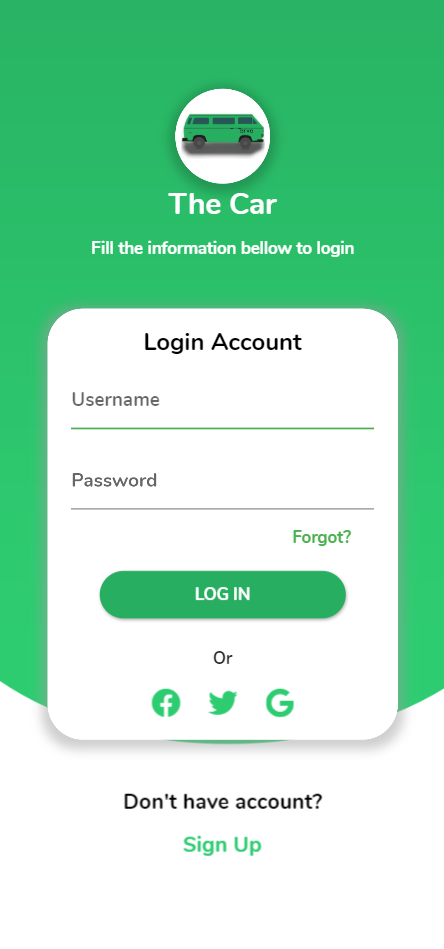 The Car
Fill the information bellow to login
Login Account
Username
Password
Forgot?
LOG IN
Or
Don't have account?
Sign Up